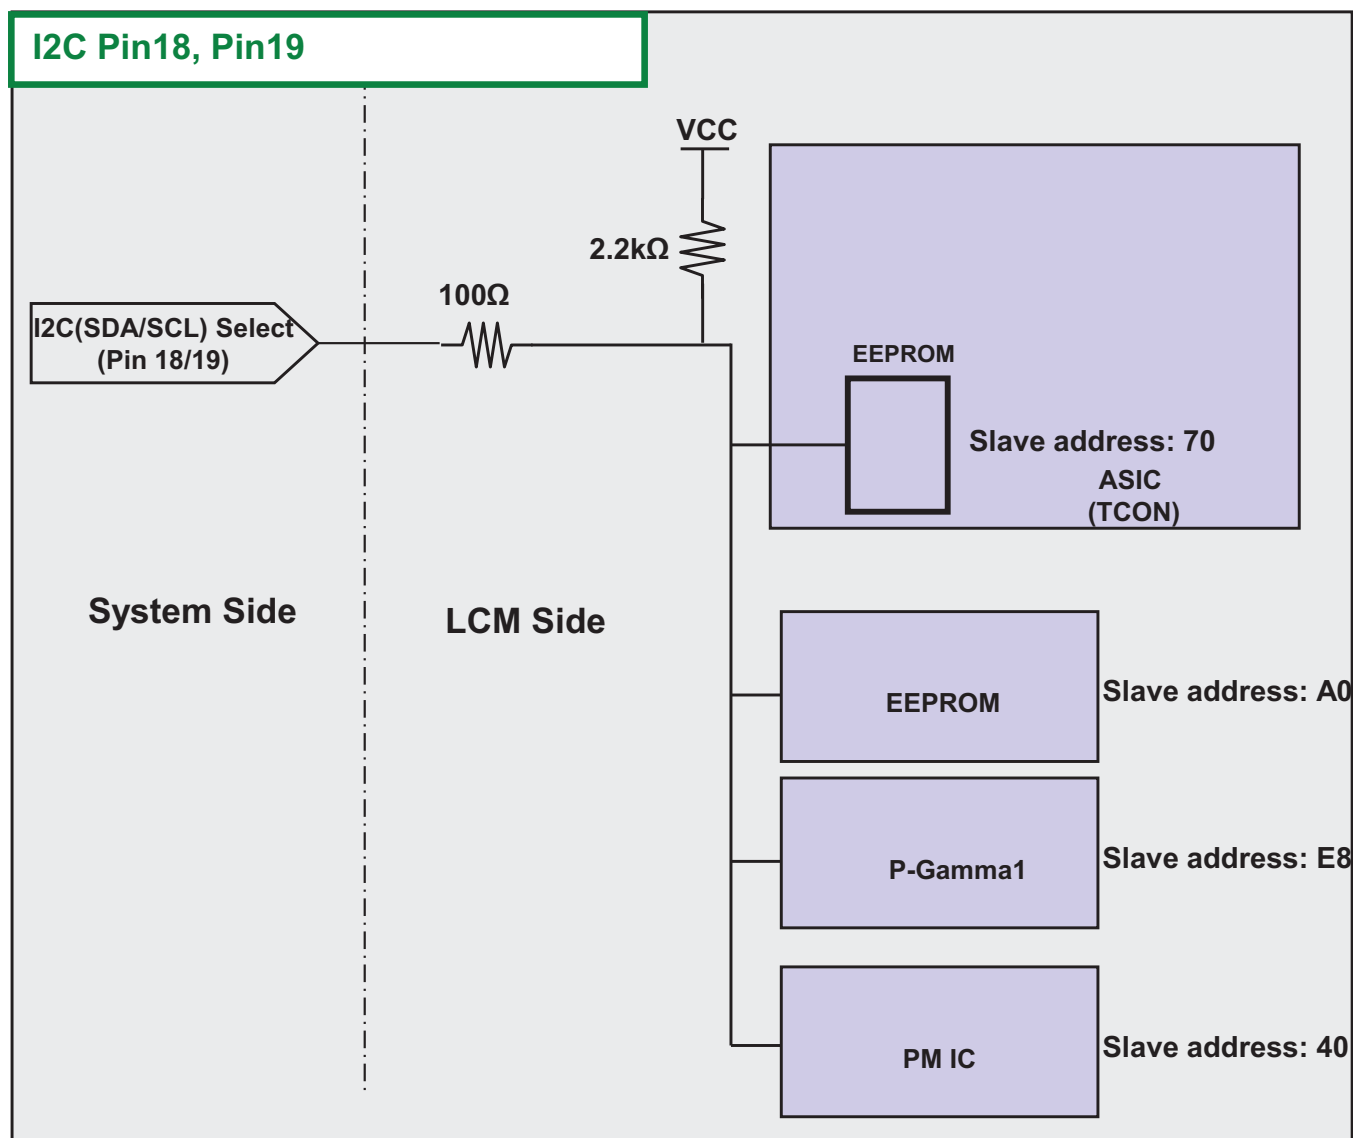 I2C Pin18, Pin19
VCC
2.2kΩ
100Ω
I2C(SDA/SCL) Select
(Pin 18/19)
EEPROM
Slave address: 70
ASIC
(TCON)
System Side
LCM Side
EEPROM
Slave address: A0
P-Gamma1
Slave address: E8
PM IC
Slave address: 40